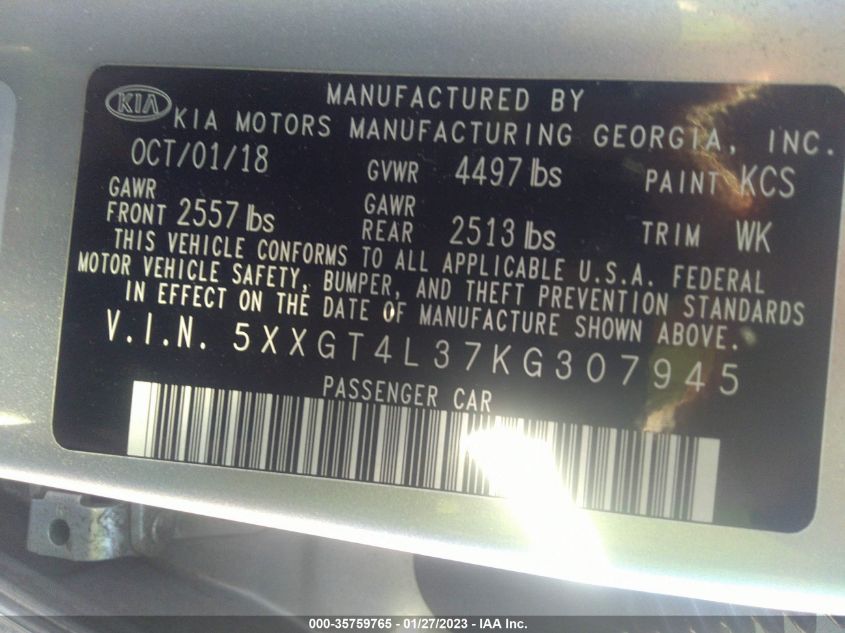 KIA
MANUFACTURED BY
KIA MOTORS MANUFACTURING GEORGIA, INC.
OCT/01/18 GVWR 4497 lbs PAINT KCS
GAWR FRONT 2557 lbs GAWR REAR 2513 lbs TRIM WK
THIS VEHICLE CONFORMS TO ALL APPLICABLE U.S.A. FEDERAL
MOTOR VEHICLE SAFETY, BUMPER, AND THEFT PREVENTION STANDARDS
IN EFFECT ON THE DATE OF MANUFACTURE SHOWN ABOVE.
V.I.N. 5XXGT4L37KG307945
PASSENGER CAR
000-35759765 - 01/27/2023 - IAA Inc.